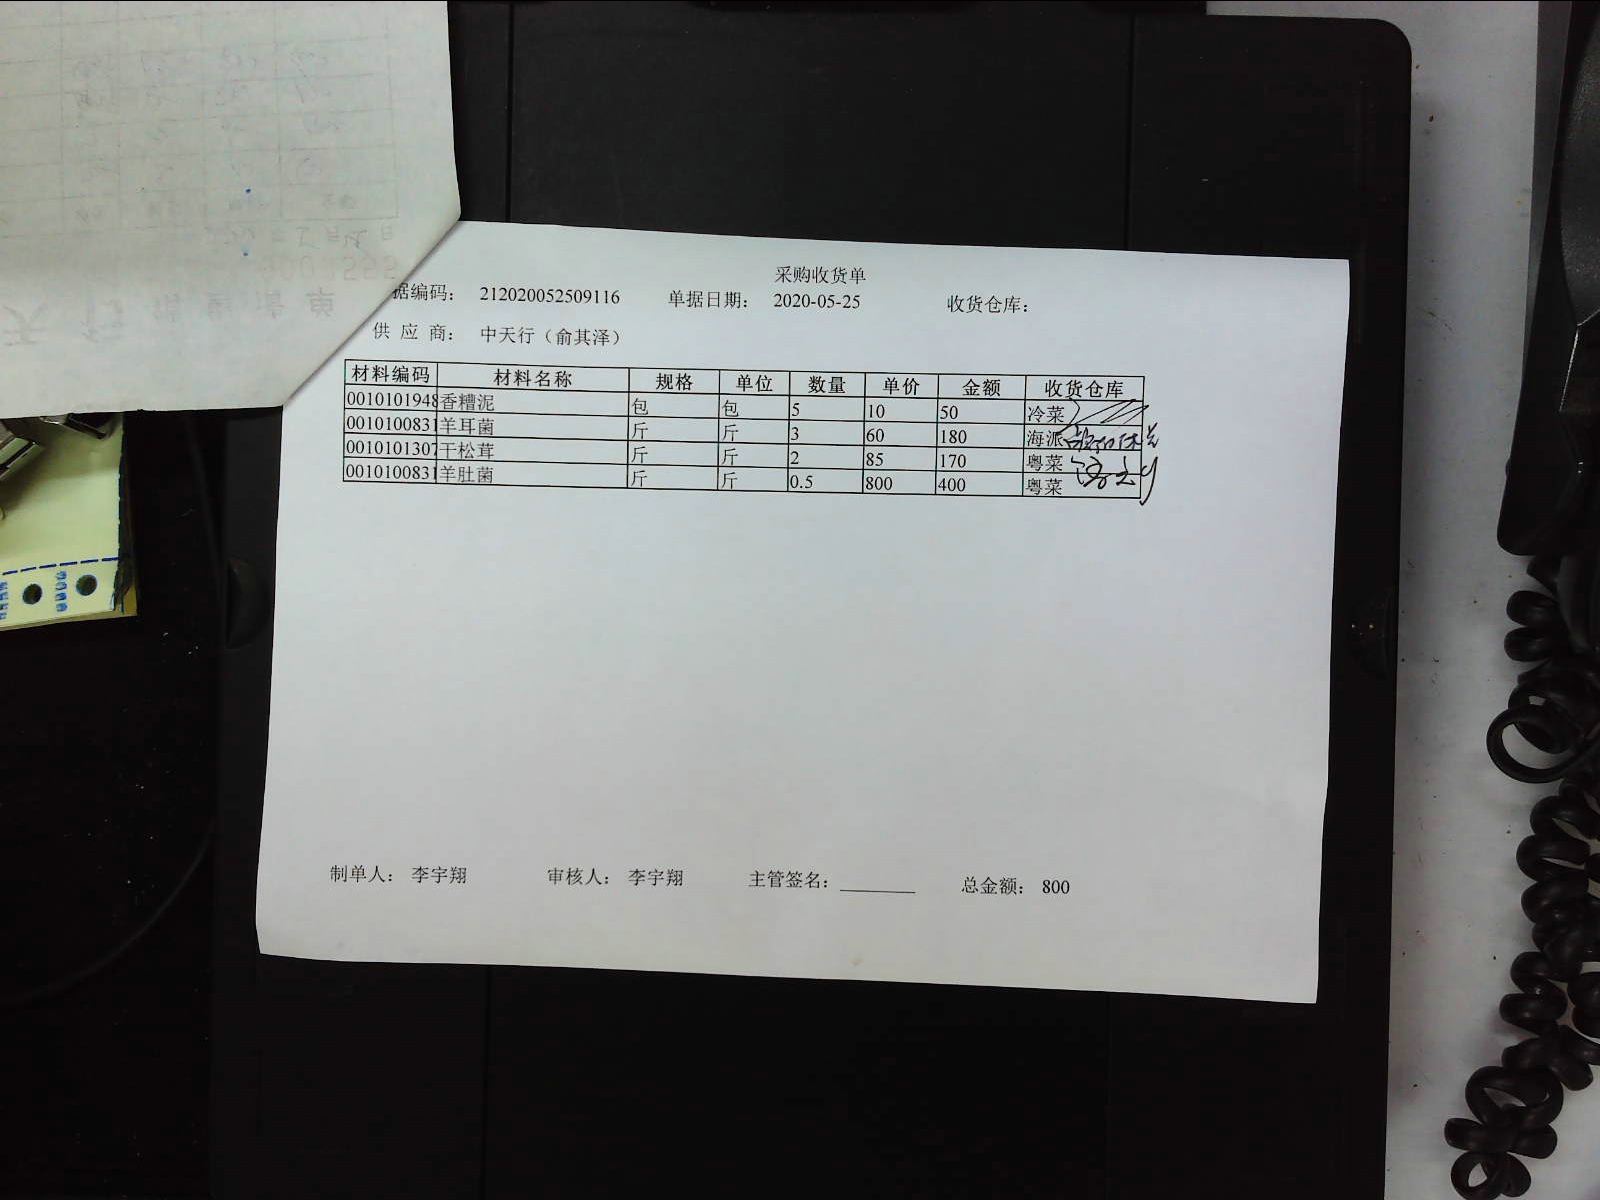 采购收货单
据编码： 212020052509116 单据日期： 2020-05-25 收货仓库：
供 应 商： 中天行（俞其泽）
材料编码 材料名称 规格 单位 数量 单价 金额 收货仓库
0010101948 香糟泥 包 包 5 10 50 冷菜
0010100831 羊耳菌 斤 斤 3 60 180 海派
0010101307 干松茸 斤 斤 2 85 170 粤菜
0010100831 羊肚菌 斤 斤 0.5 800 400 粤菜
制单人： 李宇翔 审核人： 李宇翔 主管签名： 总金额： 800